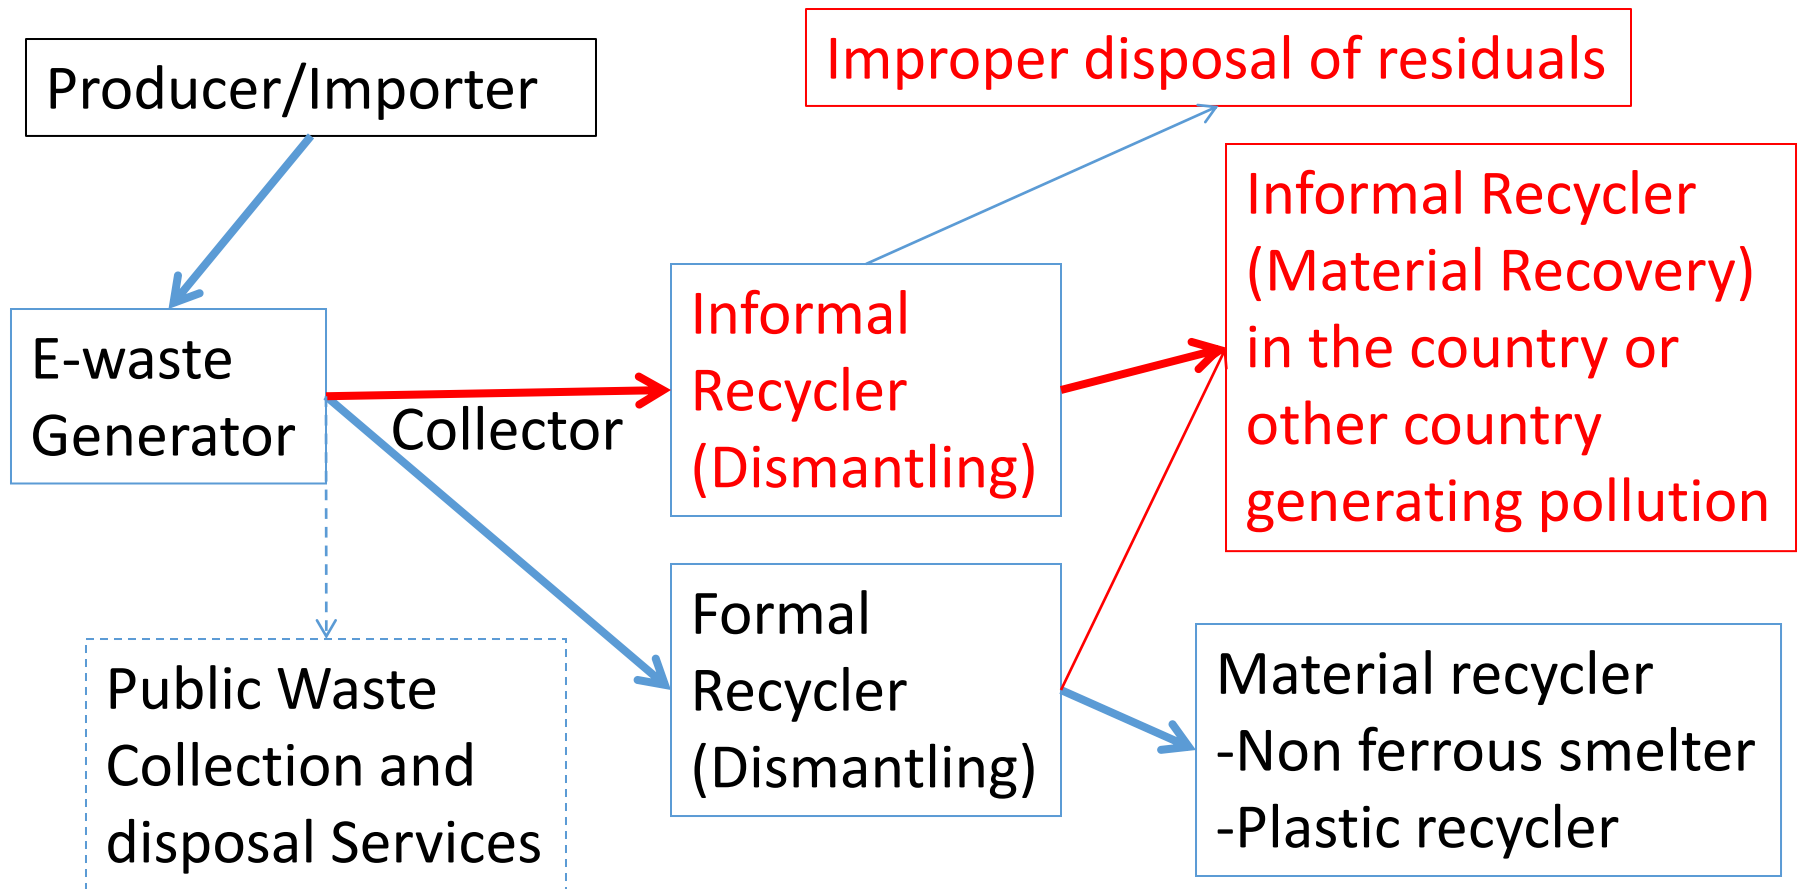 Producer/Importer
Improper disposal of residuals
E-waste
Generator
Collector
Informal
Recycler
(Dismantling)
Informal Recycler
(Material Recovery)
in the country or
other country
generating pollution
Public Waste
Collection and
disposal Services
Formal
Recycler
(Dismantling)
Material recycler
-Non ferrous smelter
-Plastic recycler